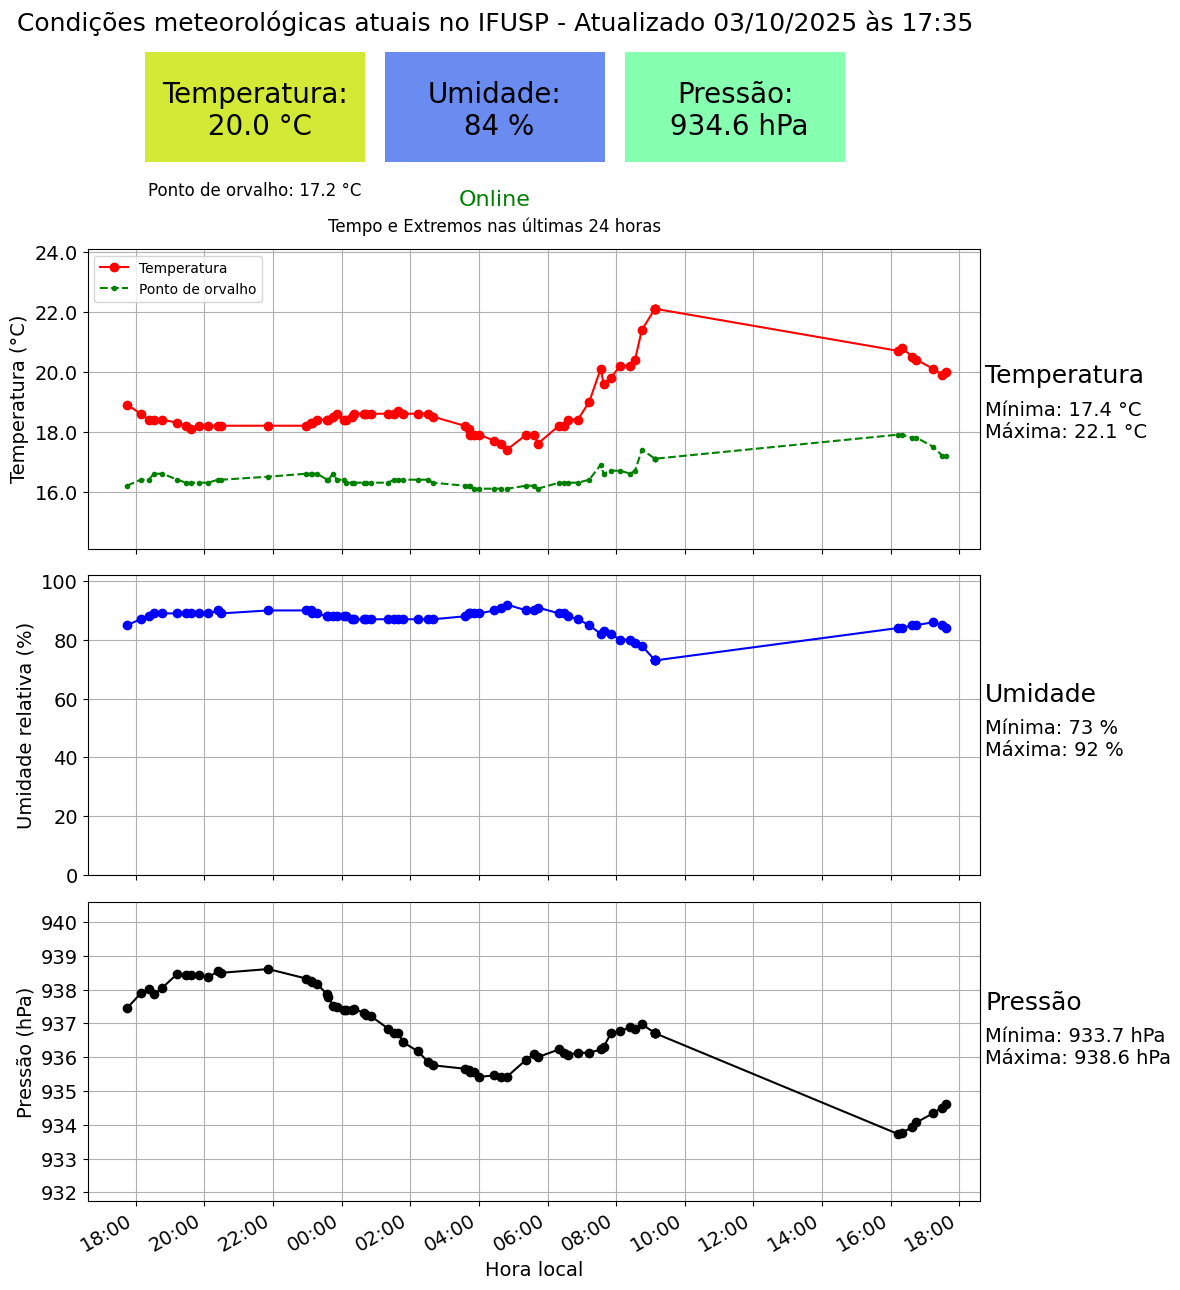 Condições meteorológicas atuais no IFUSP - Atualizado 03/10/2025 às 17:35
Temperatura:
20.0 °C
Umidade:
84 %
Pressão:
934.6 hPa
Ponto de orvalho: 17.2 °C
Online
Tempo e Extremos nas últimas 24 horas
Temperatura
Ponto de orvalho
Temperatura (°C)
24.0
22.0
20.0
18.0
16.0
Temperatura
Mínima: 17.4 °C
Máxima: 22.1 °C
Umidade relativa (%)
100
80
60
40
20
0
Umidade
Mínima: 73 %
Máxima: 92 %
Pressão (hPa)
940
939
938
937
936
935
934
933
932
Pressão
Mínima: 933.7 hPa
Máxima: 938.6 hPa
18:00
20:00
22:00
00:00
02:00
04:00
06:00
08:00
10:00
12:00
14:00
16:00
18:00
Hora local